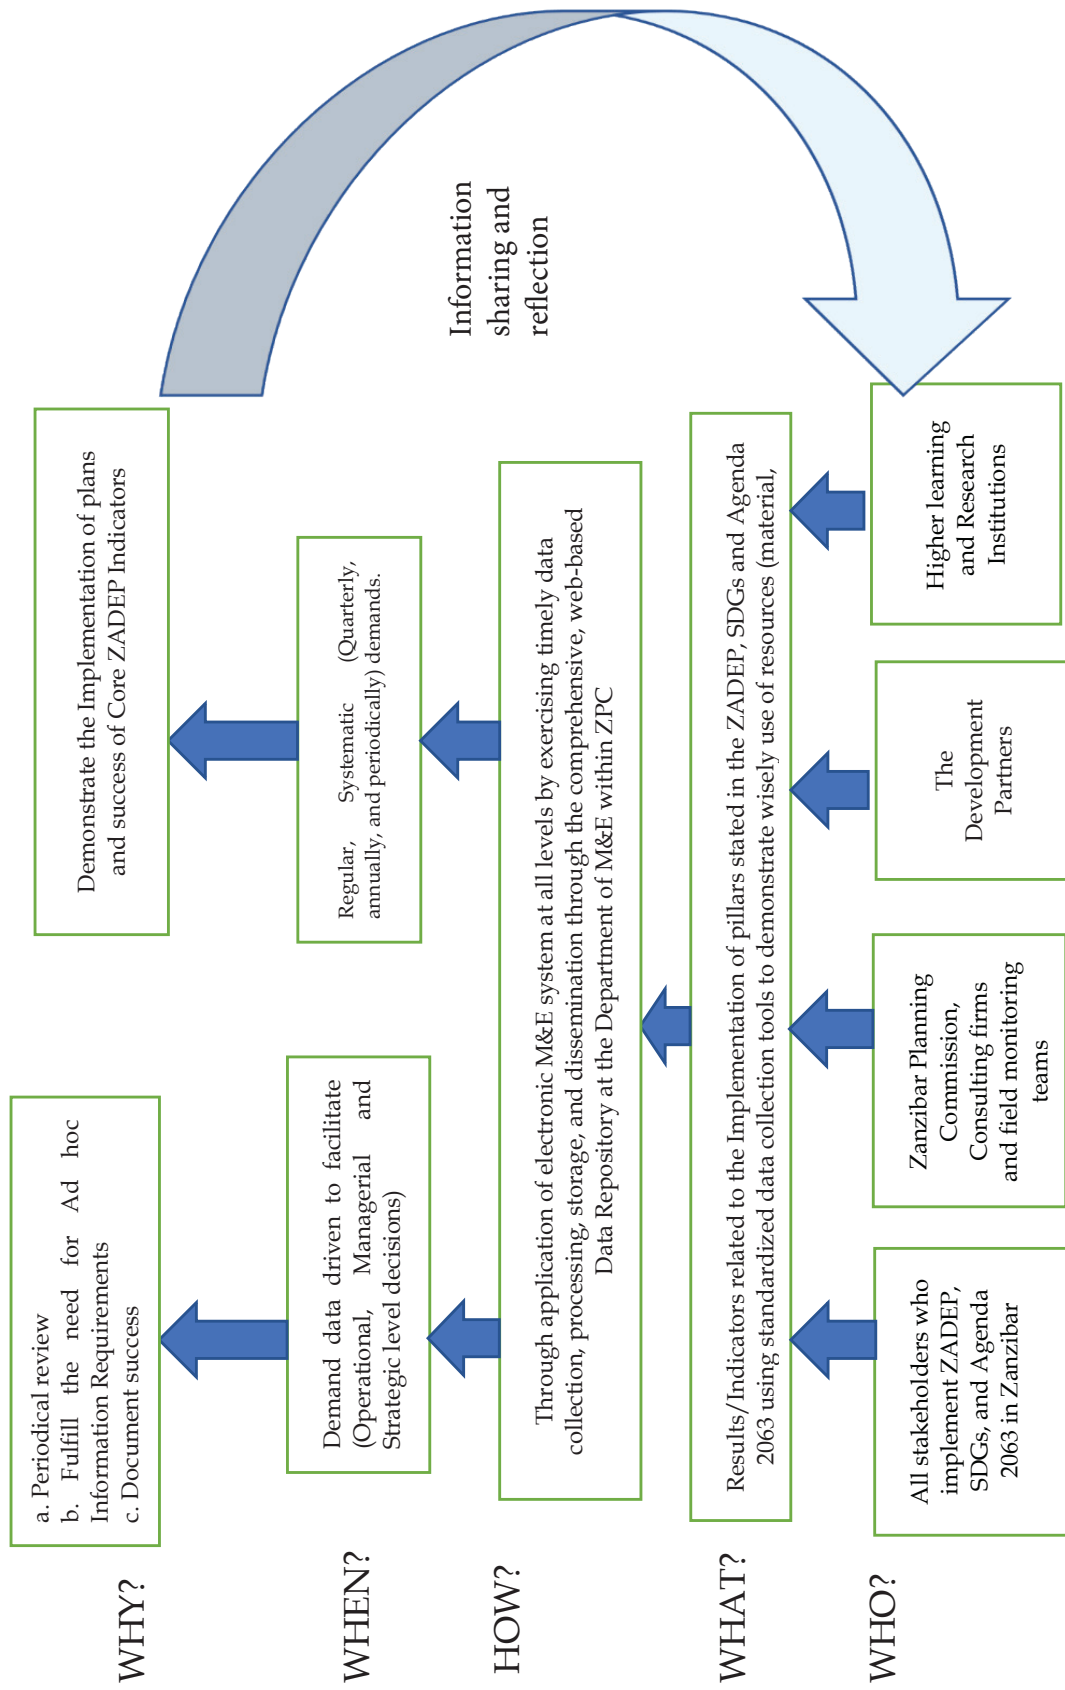 WHY?
a. Periodical review
b. Fulfill the need for Ad hoc
Information Requirements
c. Document success
Demonstrate the Implementation of plans
and success of Core ZADEP Indicators
WHEN?
Demand data driven to facilitate
(Operational, Managerial and
Strategic level decisions)
Regular, Systematic (Quarterly,
annually, and periodically) demands.
Information
sharing and
reflection
HOW?
Through application of electronic M&E system at all levels by exercising timely data
collection, processing, storage, and dissemination through the comprehensive, web-based
Data Repository at the Department of M&E within ZPC
WHAT?
Results/Indicators related to the Implementation of pillars stated in the ZADEP, SDGs and Agenda
2063 using standardized data collection tools to demonstrate wisely use of resources (material,
WHO?
All stakeholders who
implement ZADEP,
SDGs, and Agenda
2063 in Zanzibar
Zanzibar Planning
Commission,
Consulting firms
and field monitoring
teams
The
Development
Partners
Higher learning
and Research
Institutions